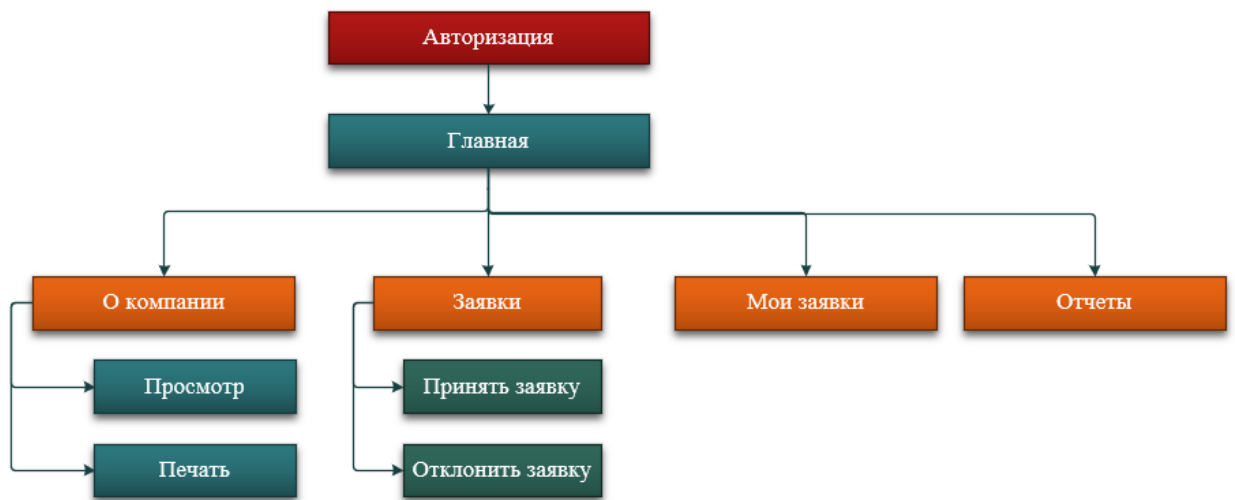 Авторизация
Главная
О компании
Заявки
Мои заявки
Отчеты
Просмотр
Принять заявку
Печать
Отклонить заявку